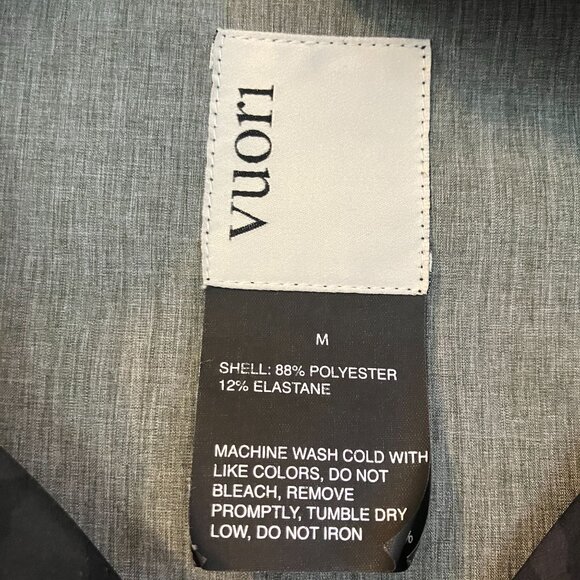 vuori
M
SHELL: 88% POLYESTER
12% ELASTANE
MACHINE WASH COLD WITH
LIKE COLORS, DO NOT
BLEACH, REMOVE
PROMPTLY, TUMBLE DRY
LOW, DO NOT IRON